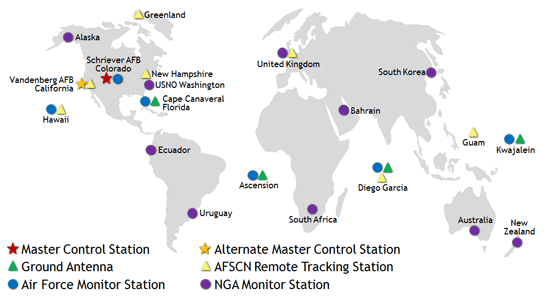 Greenland
Alaska
Schriever AFB
Colorado
United Kingdom
South Korea
Vandenberg AFB
California
New Hampshire
USNO Washington
Cape Canaveral
Florida
Hawaii
Bahrain
Guam
Kwajalein
Ecuador
Ascension
Diego Garcia
Uruguay
South Africa
Australia
New
Zealand
Master Control Station
Alternate Master Control Station
Ground Antenna
AFSCN Remote Tracking Station
Air Force Monitor Station
NGA Monitor Station